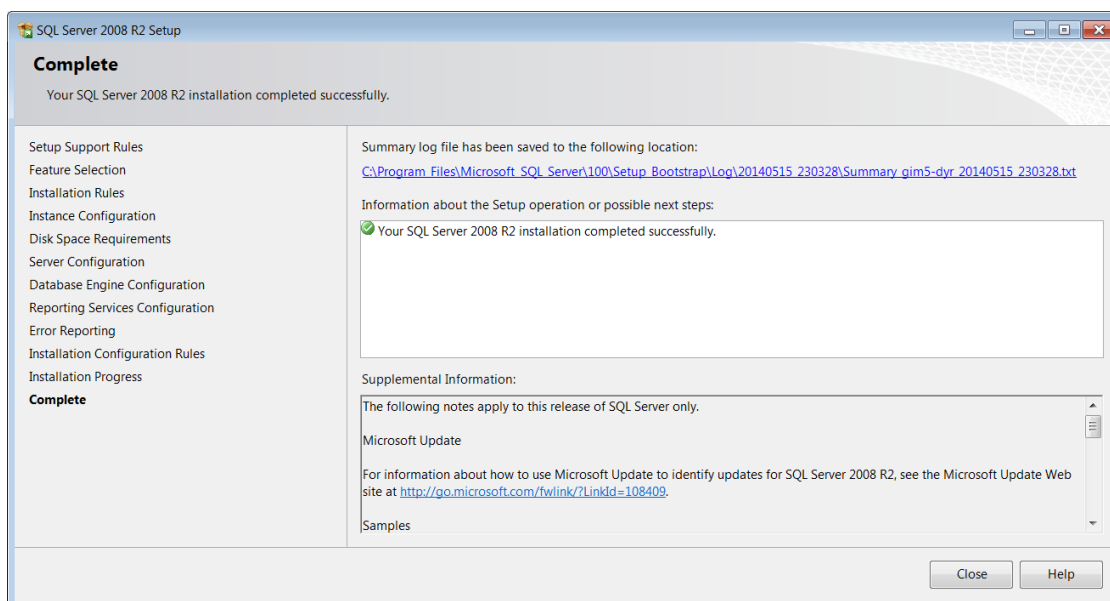 SQL Server 2008 R2 Setup
Complete
Your SQL Server 2008 R2 installation completed successfully.
Setup Support Rules
Feature Selection
Installation Rules
Instance Configuration
Disk Space Requirements
Server Configuration
Database Engine Configuration
Reporting Services Configuration
Error Reporting
Installation Configuration Rules
Installation Progress
Complete
Summary log file has been saved to the following location:
C:\Program Files\Microsoft SQL Server\100\Setup Bootstrap\Log\20140515_230328\Summary_gim5-dyr_20140515_230328.txt
Information about the Setup operation or possible next steps:
Your SQL Server 2008 R2 installation completed successfully.
Supplemental Information:
The following notes apply to this release of SQL Server only.
Microsoft Update
For information about how to use Microsoft Update to identify updates for SQL Server 2008 R2, see the Microsoft Update Web
site at http://go.microsoft.com/fwlink/?LinkId=108409.
Samples
Close
Help